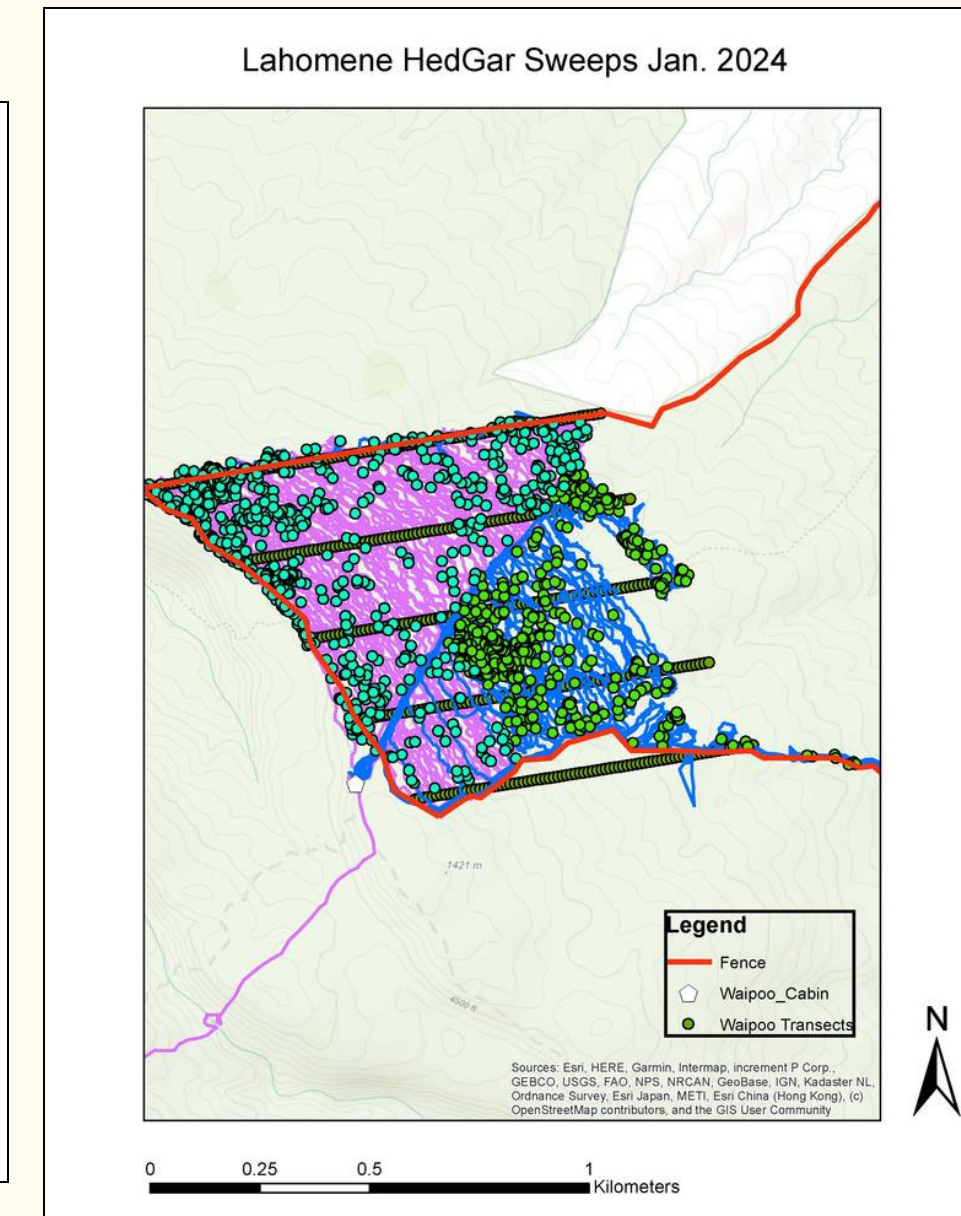 Lahomene HedGar Sweeps Jan. 2024
1421 m
4500 ft
Legend
Fence
Waipoo_Cabin
Waipoo Transects
N
Sources: Esri, HERE, Garmin, Intermap, increment P Corp.,
GEBCO, USGS, FAO, NPS, NRCAN, GeoBase, IGN, Kadaster NL,
Ordnance Survey, Esri Japan, METI, Esri China (Hong Kong), (c)
OpenStreetMap contributors, and the GIS User Community
0 0.25 0.5 1
Kilometers